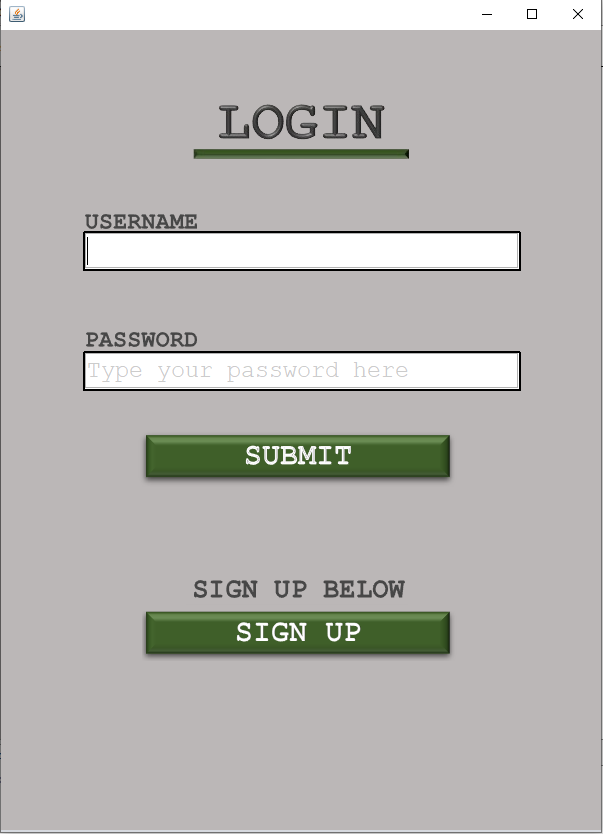 LOGIN
USERNAME
PASSWORD
Type your password here
SUBMIT
SIGN UP BELOW
SIGN UP